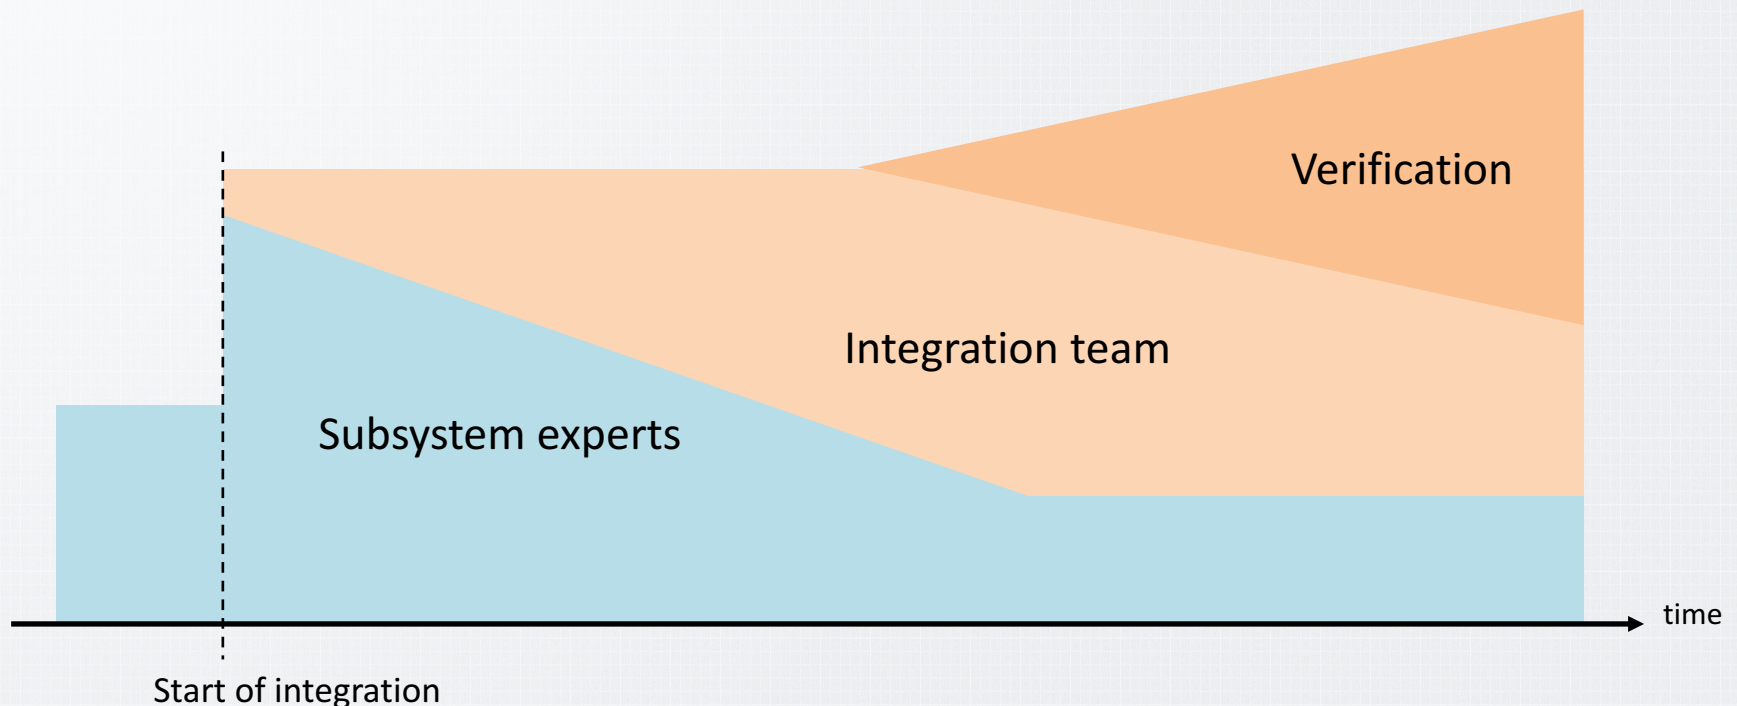 Verification
Integration team
Subsystem experts
time
Start of integration